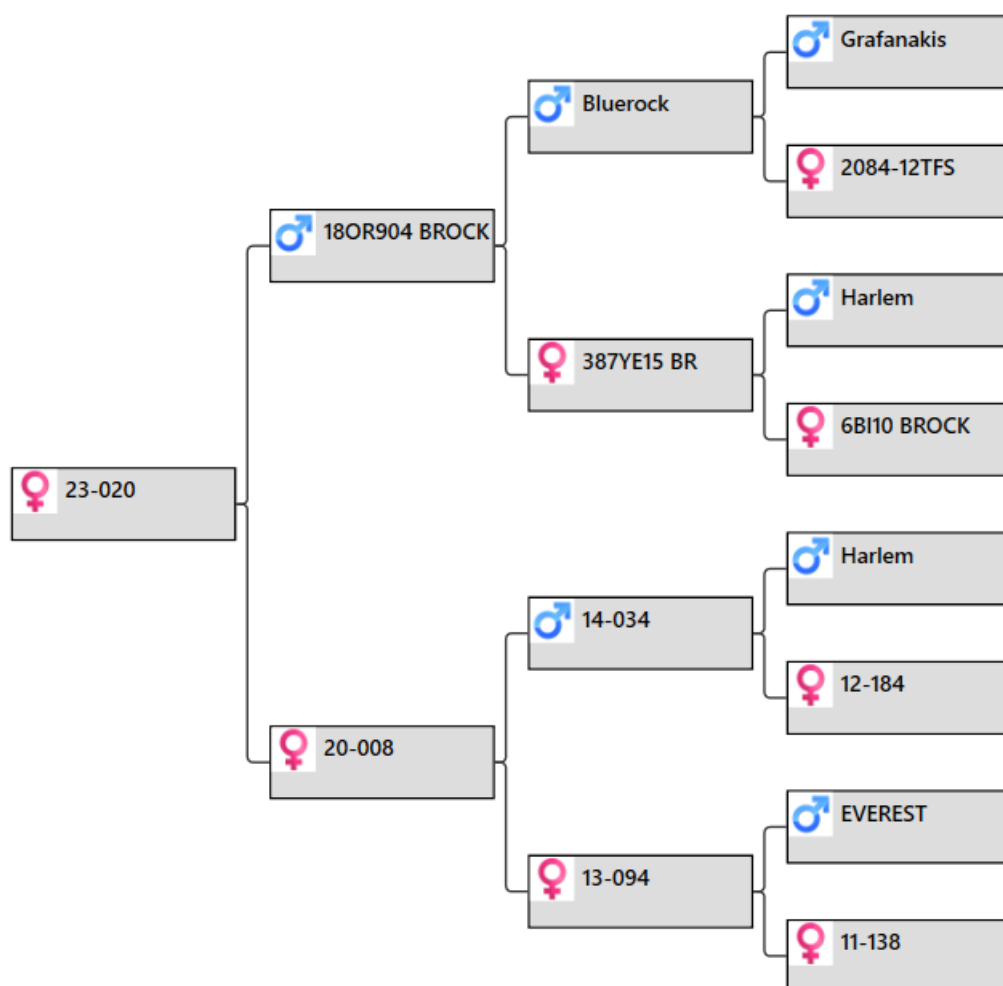 Grafanakis
Bluerock
2084-12TFS
18OR904 BROCK
Harlem
387YE15 BR
6BI10 BROCK
23-020
Harlem
14-034
12-184
20-008
EVEREST
13-094
11-138